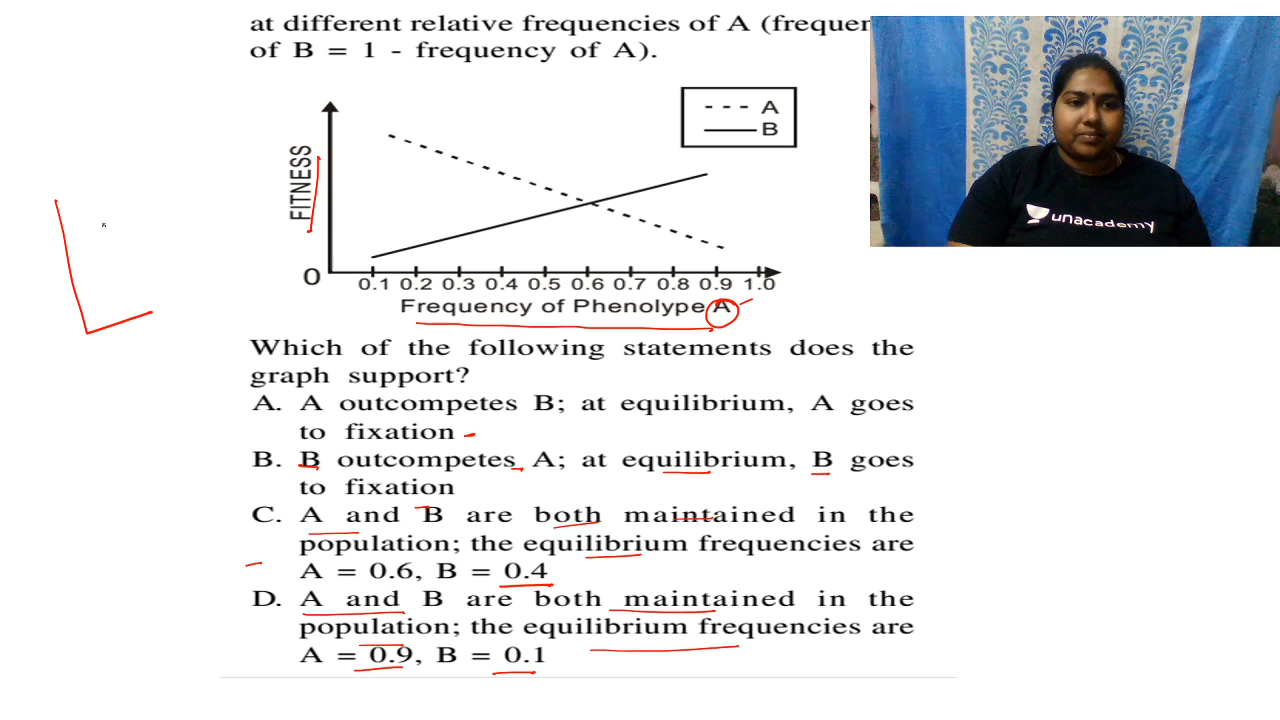 at different relative frequencies of A (frequen
of B = 1 - frequency of A).
A
B
FITNESS
O
0.1 0.2 0.3 0.4 0.5 0.6 0.7 0.8 0.9 1.0
Frequency of Phenolype A
unacademy
Which of the following statements does the
graph support?
A. A outcompetes B; at equilibrium, A goes
to fixation
B. B outcompetes A; at equilibrium, B goes
to fixation
C. A and B are both maintained in the
population; the equilibrium frequencies are
A = 0.6, B = 0.4
D. A and B are both maintained in the
population; the equilibrium frequencies are
A = 0.9, B = 0.1